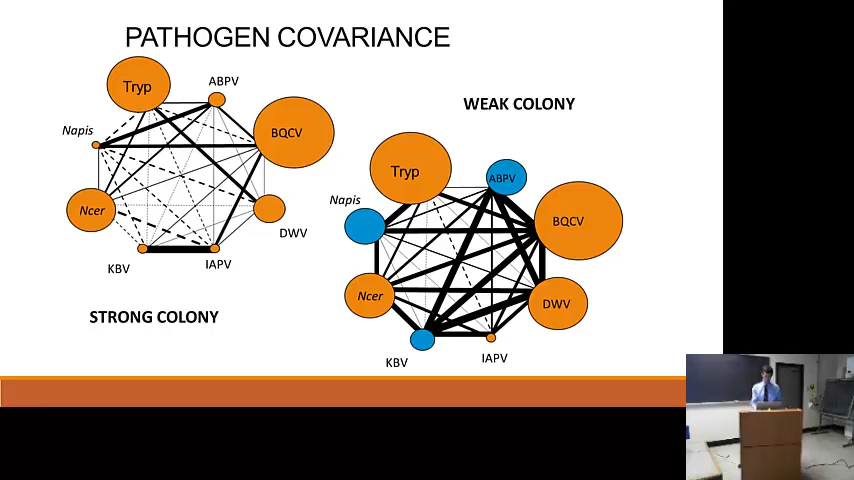 PATHOGEN COVARIANCE
Tryp
ABPV
Napis
BQCV
Ncer
DWV
KBV
IAPV
STRONG COLONY
WEAK COLONY
Tryp
ABPV
Napis
BQCV
Ncer
DWV
KBV
IAPV